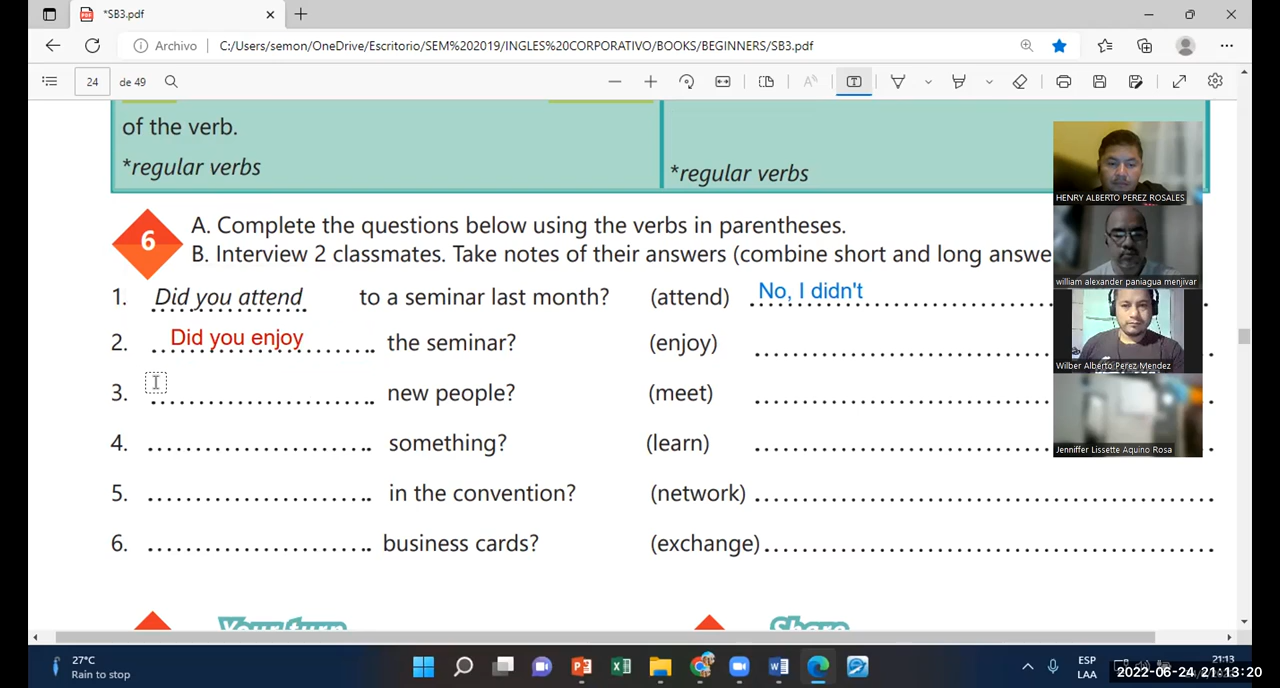 *SB3.pdf
Archivo C:/Users/semon/OneDrive/Escritorio/SEM%202019/INGLES%20CORPORATIVO/BOOKS/BEGINNERS/SB3.pdf
24 de 49
of the verb.
*regular verbs
*regular verbs
6
A. Complete the questions below using the verbs in parentheses.
B. Interview 2 classmates. Take notes of their answers (combine short and long answe
1. Did you attend to a seminar last month? (attend) No, I didn't
2. Did you enjoy the seminar? (enjoy)
3. new people? (meet)
4. something? (learn)
5. in the convention? (network)
6. business cards? (exchange)
Your turn Share
HENRY ALBERTO PEREZ ROSALES
william alexander paniagua menjivar
Wilber Alberto Perez Mendez
Jenniffer Lissette Aquino Rosa
27°C
Rain to stop
ESP
LAA
21:13
2022-06-24 21:13:20